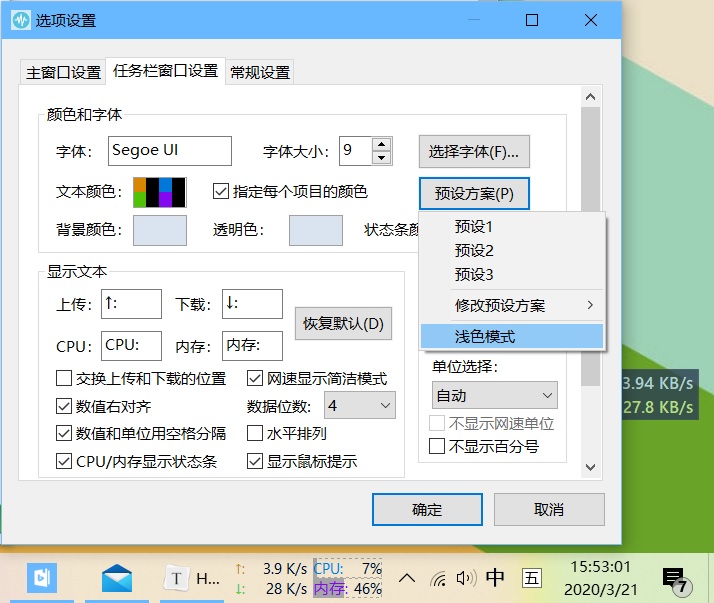 选项设置
主窗口设置 任务栏窗口设置 常规设置
颜色和字体
字体： Segoe UI 字体大小： 9 选择字体(F)...
文本颜色： 指定每个项目的颜色 预设方案(P)
背景颜色： 透明色： 状态条颜
预设1
预设2
预设3
修改预设方案
浅色模式
显示文本
上传： ↑: 下载： ↓: 恢复默认(D)
CPU： CPU: 内存： 内存:
交换上传和下载的位置 网速显示简洁模式
数值右对齐 数据位数： 4
数值和单位用空格分隔 水平排列
CPU/内存显示状态条 显示鼠标提示
单位选择：
自动
不显示网速单位
不显示百分号
3.94 KB/s
27.8 KB/s
确定 取消
T H... ↑: 3.9 K/s CPU: 7% 中 五 15:53:01
↓: 28 K/s 内存: 46% 2020/3/21 7